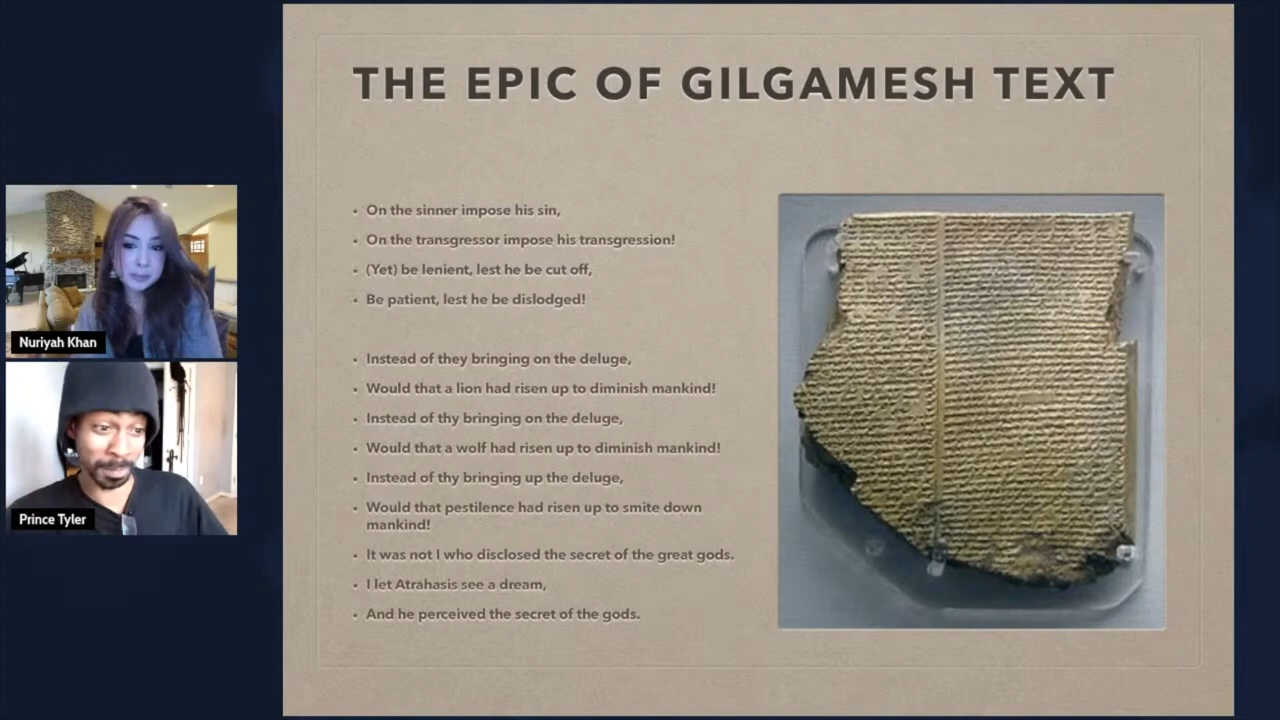 THE EPIC OF GILGAMESH TEXT
• On the sinner impose his sin,
• On the transgressor impose his transgression!
• (Yet) be lenient, lest he be cut off,
• Be patient, lest he be dislodged!
• Instead of they bringing on the deluge,
• Would that a lion had risen up to diminish mankind!
• Instead of thy bringing on the deluge,
• Would that a wolf had risen up to diminish mankind!
• Instead of thy bringing up the deluge,
• Would that pestilence had risen up to smite down
mankind!
• It was not I who disclosed the secret of the great gods.
• I let Atrahasis see a dream,
• And he perceived the secret of the gods.
Nuriyah Khan
Prince Tyler